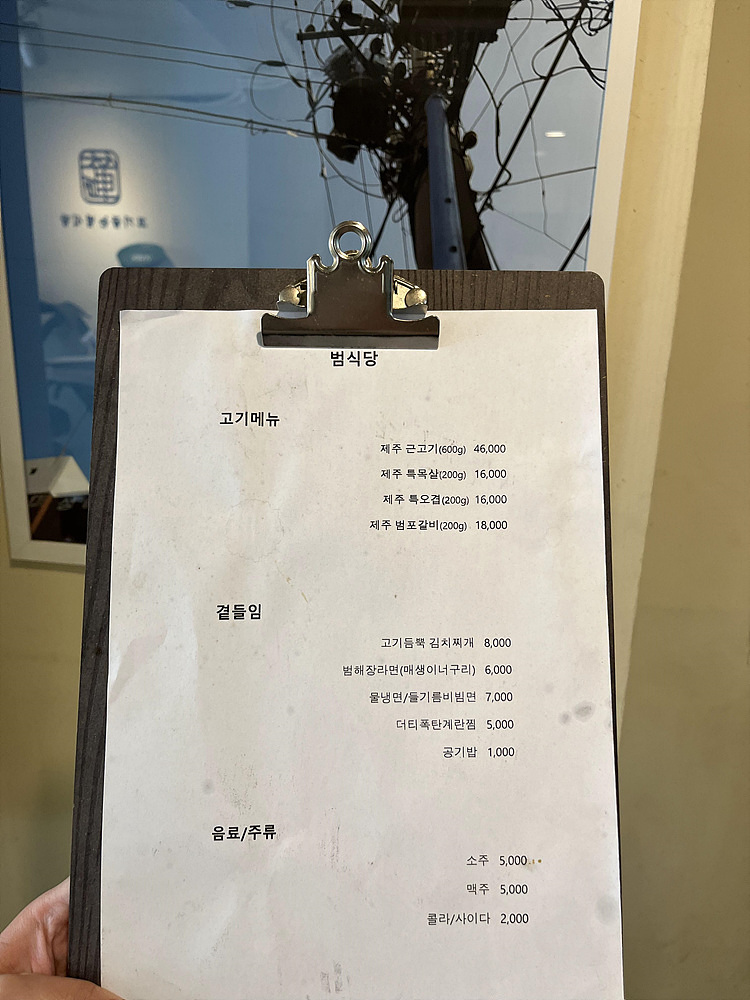 범식당
고기메뉴
제주 근고기(600g) 46,000
제주 특목살(200g) 16,000
제주 특오겹(200g) 16,000
제주 범포갈비(200g) 18,000
곁들임
고기듬뿍 김치찌개 8,000
범해장라면(매생이너구리) 6,000
물냉면/들기름비빔면 7,000
더티폭탄계란찜 5,000
공기밥 1,000
음료/주류
소주 5,000
맥주 5,000
콜라/사이다 2,000